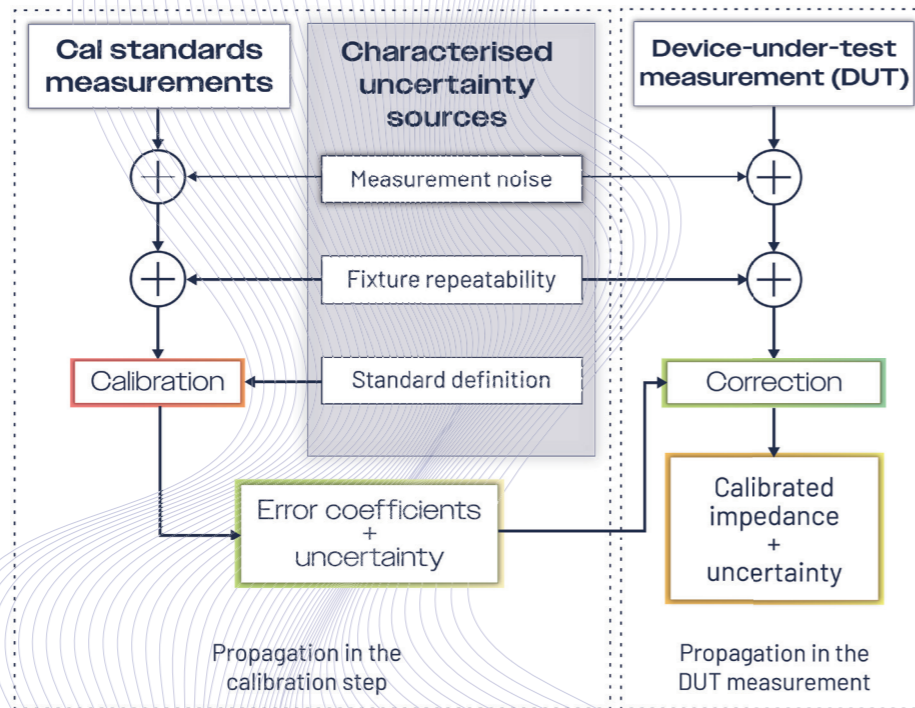 Cal standards
measurements
Characterised
uncertainty
sources
Device-under-test
measurement (DUT)
Measurement noise
Fixture repeatability
Calibration
Standard definition
Correction
Error coefficients
+
uncertainty
Calibrated
impedance
+
uncertainty
Propagation in the
calibration step
Propagation in the
DUT measurement